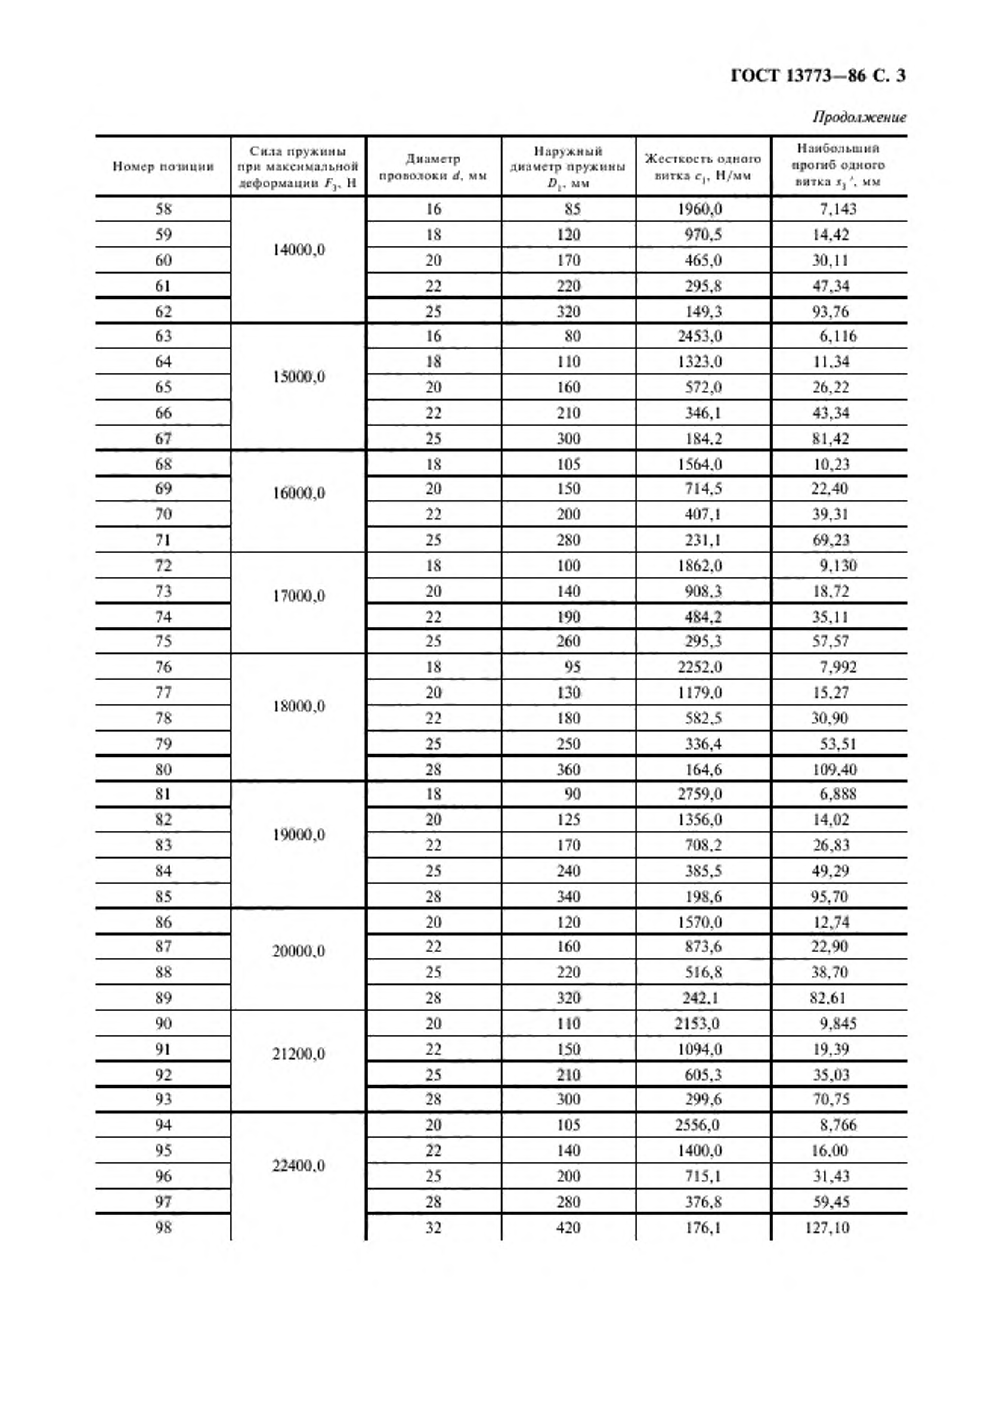 ГОСТ 13773—86 С. 3
Продолжение
Номер позиции | Сила пружины при максимальной деформации F₃, Н | Диаметр проволоки d, мм | Наружный диаметр пружины D₁, мм | Жесткость одного витка c₁, Н/мм | Наибольший прогиб одного витка s₃′, мм
58 | 14000,0 | 16 | 85 | 1960,0 | 7,143
59 | 18 | 120 | 970,5 | 14,42
60 | 20 | 170 | 465,0 | 30,11
61 | 22 | 220 | 295,8 | 47,34
62 | 25 | 320 | 149,3 | 93,76
63 | 15000,0 | 16 | 80 | 2453,0 | 6,116
64 | 18 | 110 | 1323,0 | 11,34
65 | 20 | 160 | 572,0 | 26,22
66 | 22 | 210 | 346,1 | 43,34
67 | 25 | 300 | 184,2 | 81,42
68 | 16000,0 | 18 | 105 | 1564,0 | 10,23
69 | 20 | 150 | 714,5 | 22,40
70 | 22 | 200 | 407,1 | 39,31
71 | 25 | 280 | 231,1 | 69,23
72 | 17000,0 | 18 | 100 | 1862,0 | 9,130
73 | 20 | 140 | 908,3 | 18,72
74 | 22 | 190 | 484,2 | 35,11
75 | 25 | 260 | 295,3 | 57,57
76 | 18000,0 | 18 | 95 | 2252,0 | 7,992
77 | 20 | 130 | 1179,0 | 15,27
78 | 22 | 180 | 582,5 | 30,90
79 | 25 | 250 | 336,4 | 53,51
80 | 28 | 360 | 164,6 | 109,40
81 | 19000,0 | 18 | 90 | 2759,0 | 6,888
82 | 20 | 125 | 1356,0 | 14,02
83 | 22 | 170 | 708,2 | 26,83
84 | 25 | 240 | 385,5 | 49,29
85 | 28 | 340 | 198,6 | 95,70
86 | 20000,0 | 20 | 120 | 1570,0 | 12,74
87 | 22 | 160 | 873,6 | 22,90
88 | 25 | 220 | 516,8 | 38,70
89 | 28 | 320 | 242,1 | 82,61
90 | 21200,0 | 20 | 110 | 2153,0 | 9,845
91 | 22 | 150 | 1094,0 | 19,39
92 | 25 | 210 | 605,3 | 35,03
93 | 28 | 300 | 299,6 | 70,75
94 | 22400,0 | 20 | 105 | 2556,0 | 8,766
95 | 22 | 140 | 1400,0 | 16,00
96 | 25 | 200 | 715,1 | 31,43
97 | 28 | 280 | 376,8 | 59,45
98 | 32 | 420 | 176,1 | 127,10